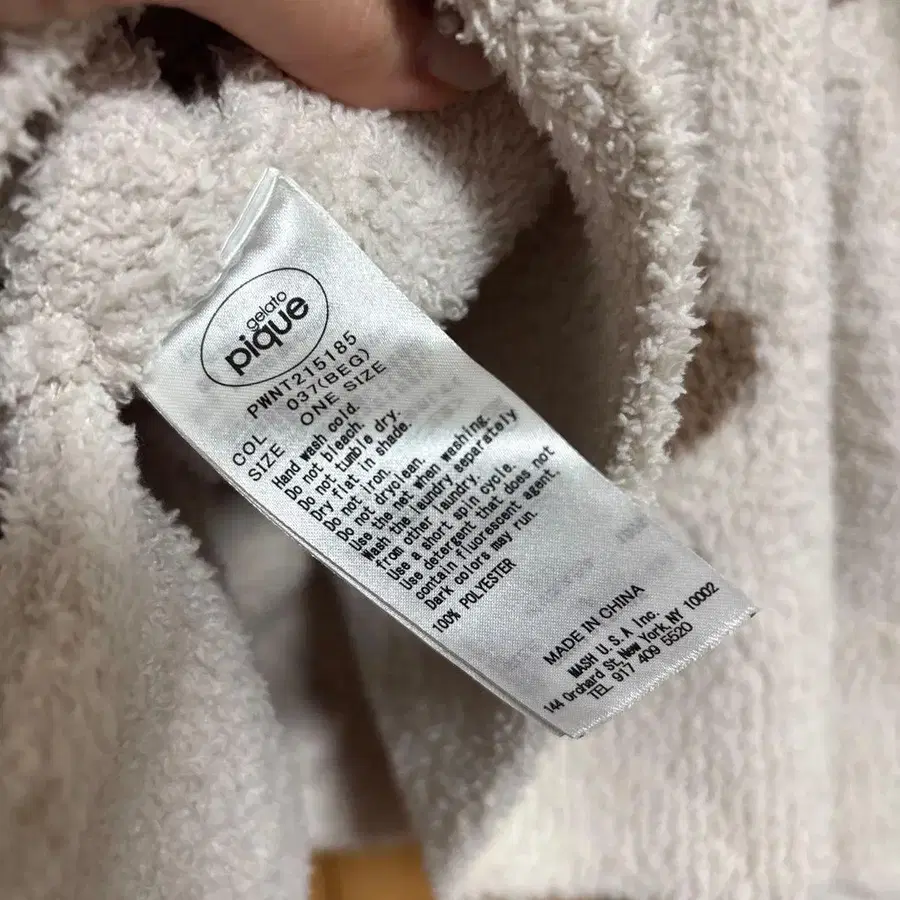 gelato
pique
PWNT215185
COL 037(BEG)
SIZE ONE SIZE
Hand wash cold.
Do not bleach.
Do not tumble dry.
Dry flat in shade.
Do not iron.
Do not dryclean.
Use the net when washing
Wash the laundry separately
from other laundry.
Use a short spin cycle.
Use detergent that does not
contain fluorescent agent
Dark colors may run.
100% POLYESTER
MADE IN CHINA
MASH U.S.A Inc.
144 Orchard St, New York, NY 10002
TEL 917 409 5520